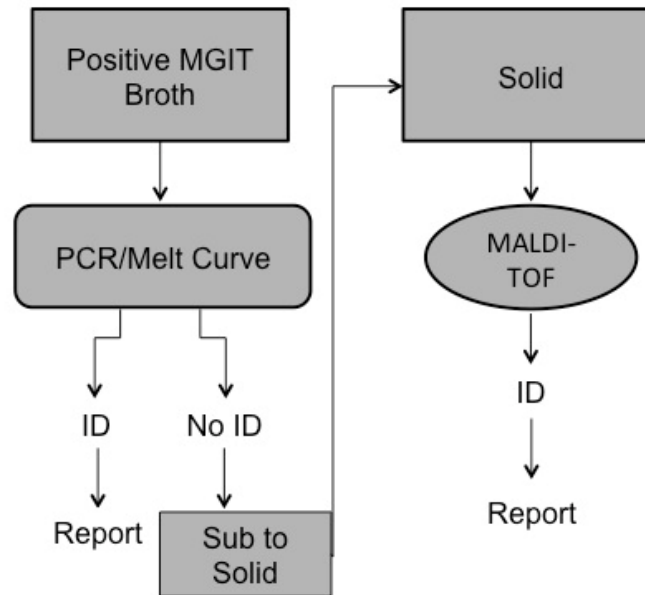 Positive MGIT
Broth
PCR/Melt Curve
ID
No ID
Report
Sub to
Solid
Solid
MALDI-
TOF
ID
Report